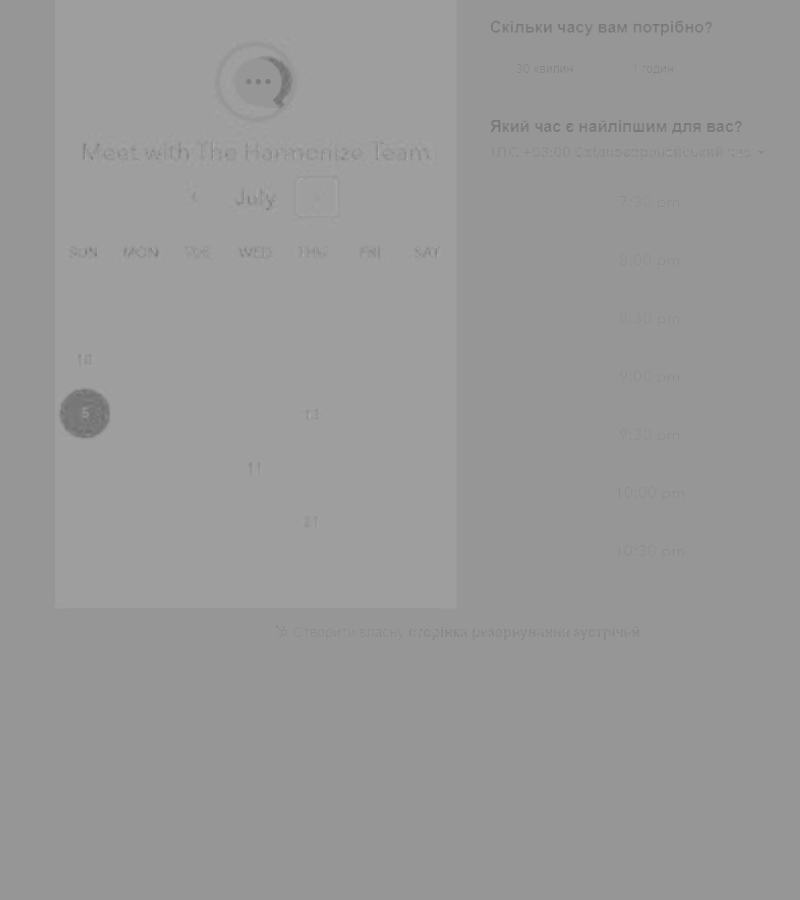 Meet with The Harmonize Team
July
SUN MON TUE WED THU FRI SAT
18
5 13
11
21
Скільки часу вам потрібно?
30 хвилин 1 годин
Який час є найліпшим для вас?
UTC +03:00 Східноєвропейський час
7:30 pm
8:00 pm
8:30 pm
9:00 pm
9:30 pm
10:00 pm
10:30 pm
Створити власну сторінка резервування зустрічей